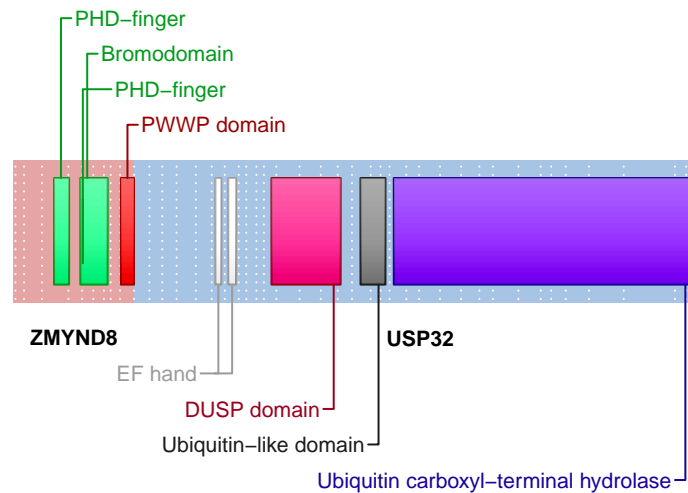 PHD−finger
Bromodomain
PHD−finger
PWWP domain
ZMYND8
USP32
EF hand
DUSP domain
Ubiquitin−like domain
Ubiquitin carboxyl−terminal hydrolase